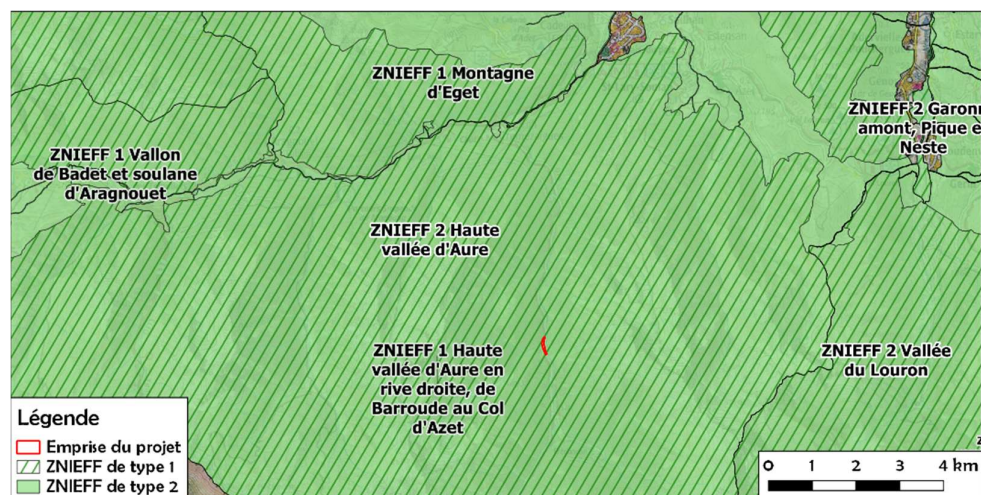 ZNIEFF 1 Montagne
d'Eget
ZNIEFF 2 Garon
amont, Pique e
Neste
ZNIEFF 1 Vallon
de Badet et soulane
d'Aragnouet
ZNIEFF 2 Haute
vallée d'Aure
ZNIEFF 1 Haute
vallée d'Aure en
rive droite, de
Barroude au Col
d'Azet
ZNIEFF 2 Vallée
du Louron
Légende
Emprise du projet
ZNIEFF de type 1
ZNIEFF de type 2
0 1 2 3 4 km